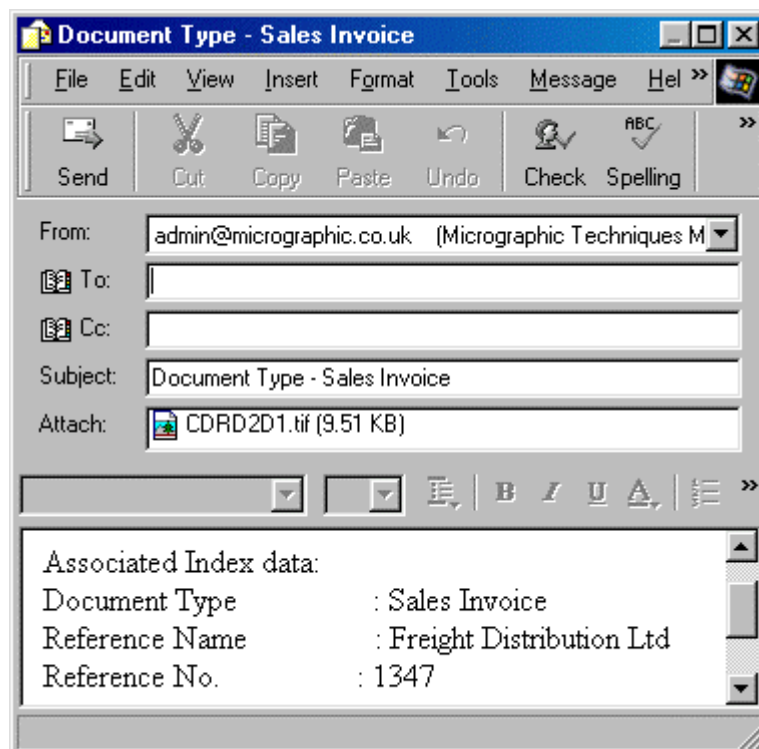 Document Type - Sales Invoice
File Edit View Insert Format Tools Message Hel »
Send Cut Copy Paste Undo Check ABC Spelling »
From: admin@micrographic.co.uk (Micrographic Techniques M
To:
Cc:
Subject: Document Type - Sales Invoice
Attach: CDRD2D1.tif (9.51 KB)
B I U A »
Associated Index data:
Document Type : Sales Invoice
Reference Name : Freight Distribution Ltd
Reference No. : 1347